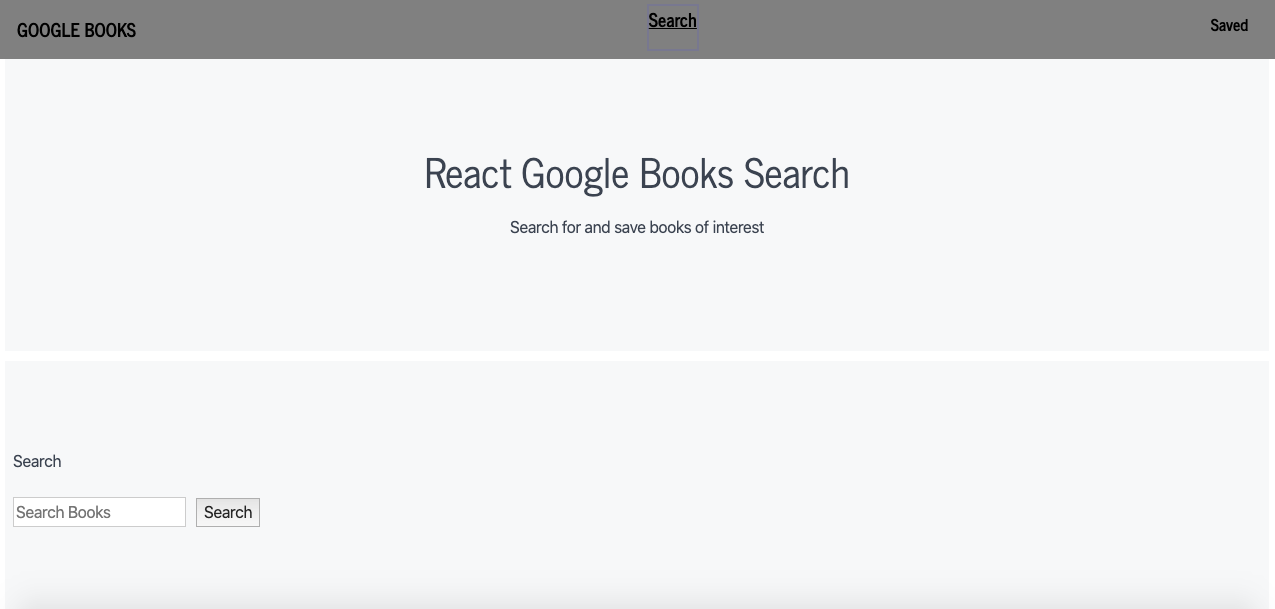 GOOGLE BOOKS
Search
Saved
React Google Books Search
Search for and save books of interest
Search
Search Books
Search